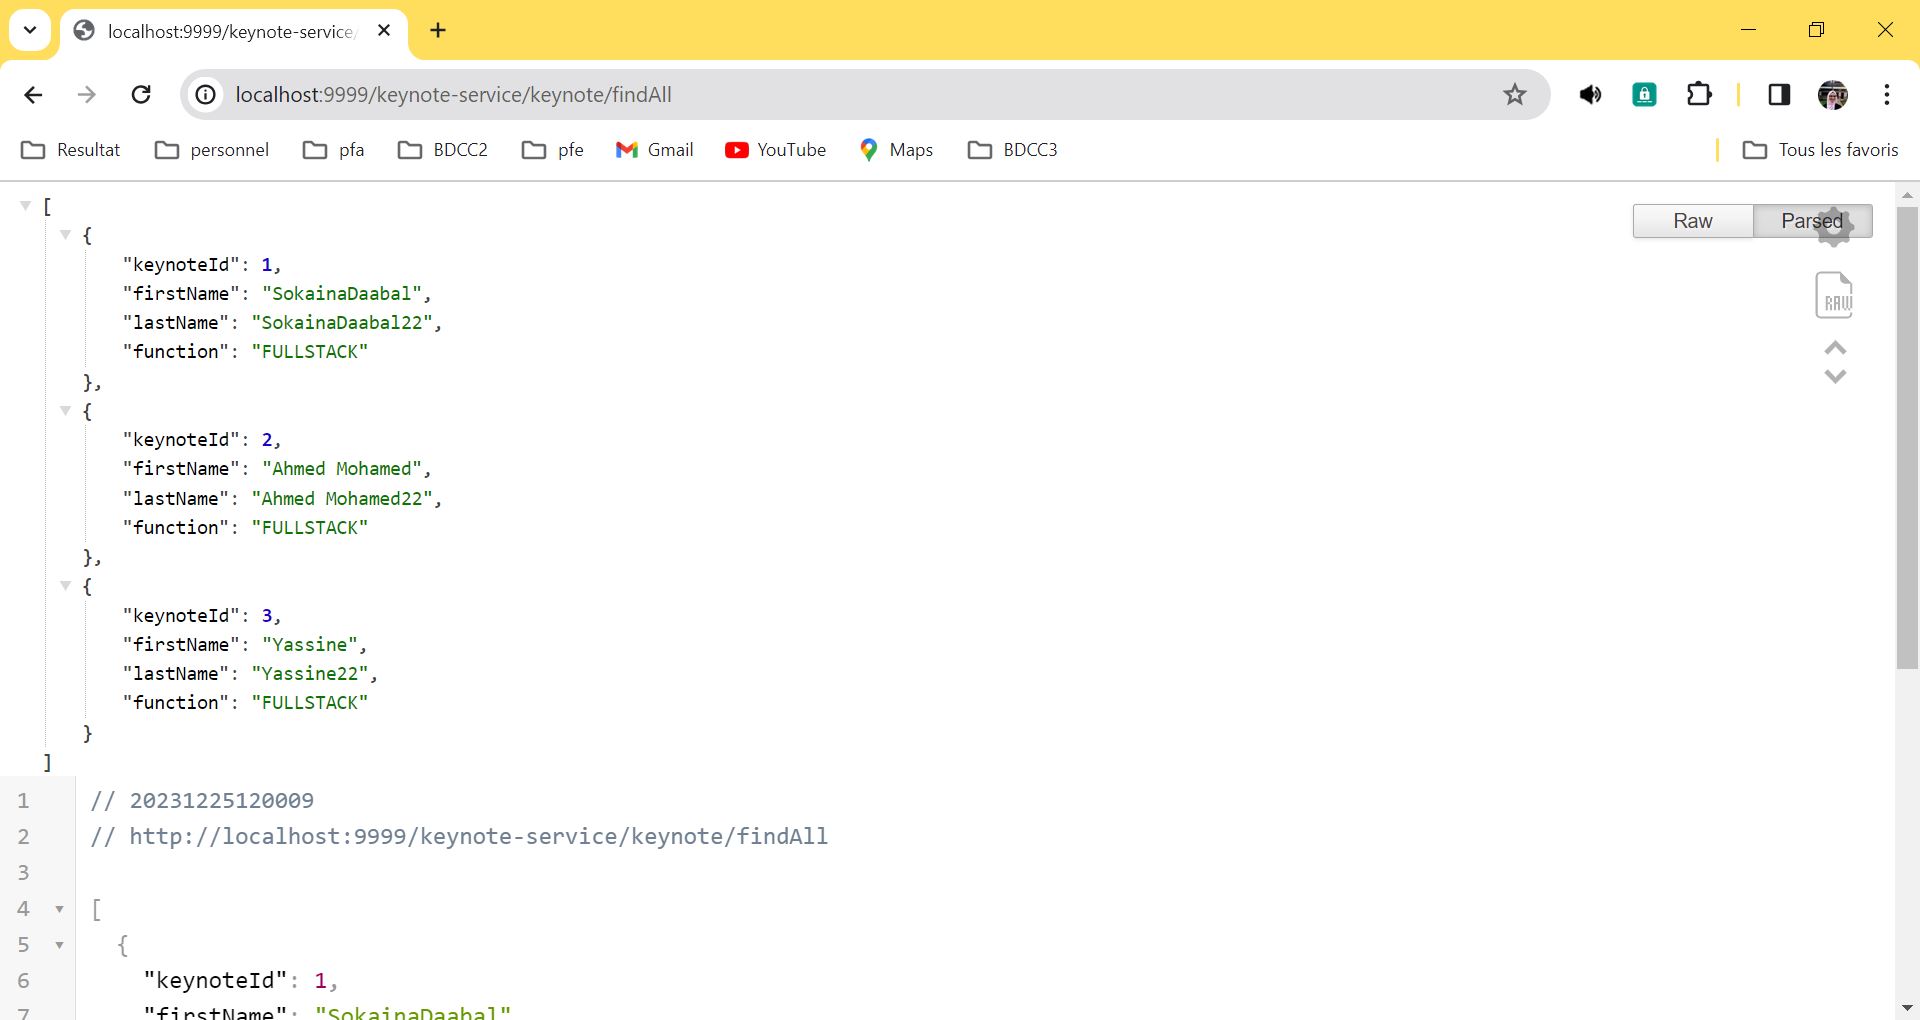 localhost:9999/keynote-service/
localhost:9999/keynote-service/keynote/findAll
Resultat personnel pfa BDCC2 pfe Gmail YouTube Maps BDCC3 Tous les favoris
[
Raw Parsed
{
"keynoteId": 1,
"firstName": "SokainaDaabal",
RAW
"lastName": "SokainaDaabal22",
"function": "FULLSTACK"
},
{
"keynoteId": 2,
"firstName": "Ahmed Mohamed",
"lastName": "Ahmed Mohamed22",
"function": "FULLSTACK"
},
{
"keynoteId": 3,
"firstName": "Yassine",
"lastName": "Yassine22",
"function": "FULLSTACK"
}
]
1 // 20231225120009
2 // http://localhost:9999/keynote-service/keynote/findAll
3
4 [
5 {
6 "keynoteId": 1,
7 "firstName": "SokainaDaabal"